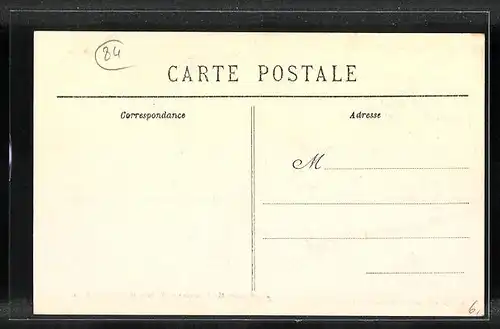 84
CARTE POSTALE
Correspondance
Adresse
M
6,